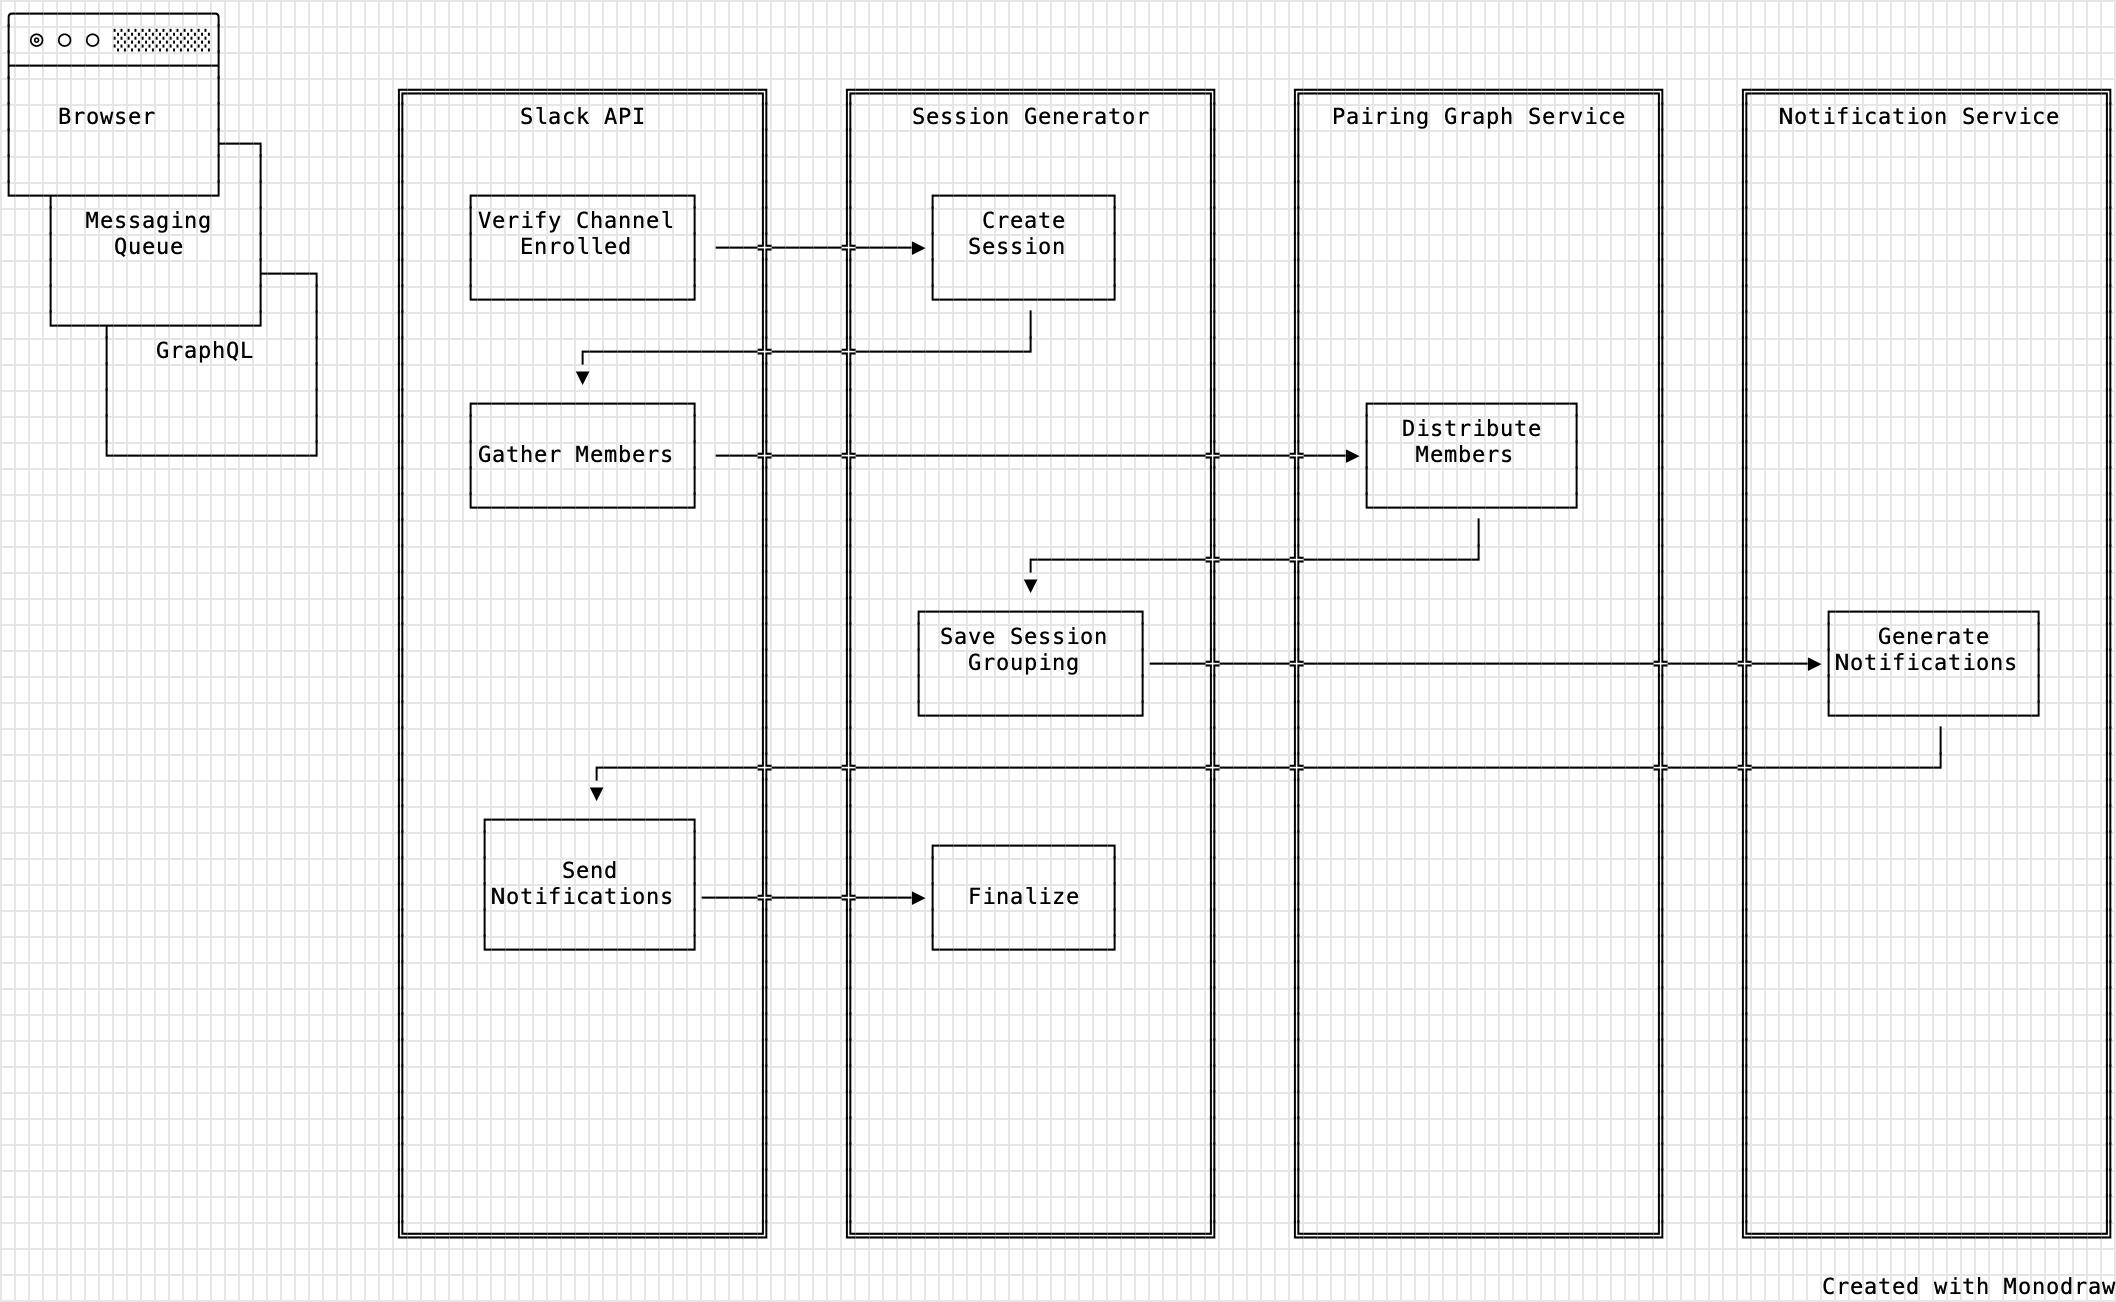 Browser
Messaging
Queue
GraphQL
Slack API
Verify Channel
Enrolled
Gather Members
Send
Notifications
Session Generator
Create
Session
Save Session
Grouping
Finalize
Pairing Graph Service
Distribute
Members
Notification Service
Generate
Notifications
Created with Monodraw